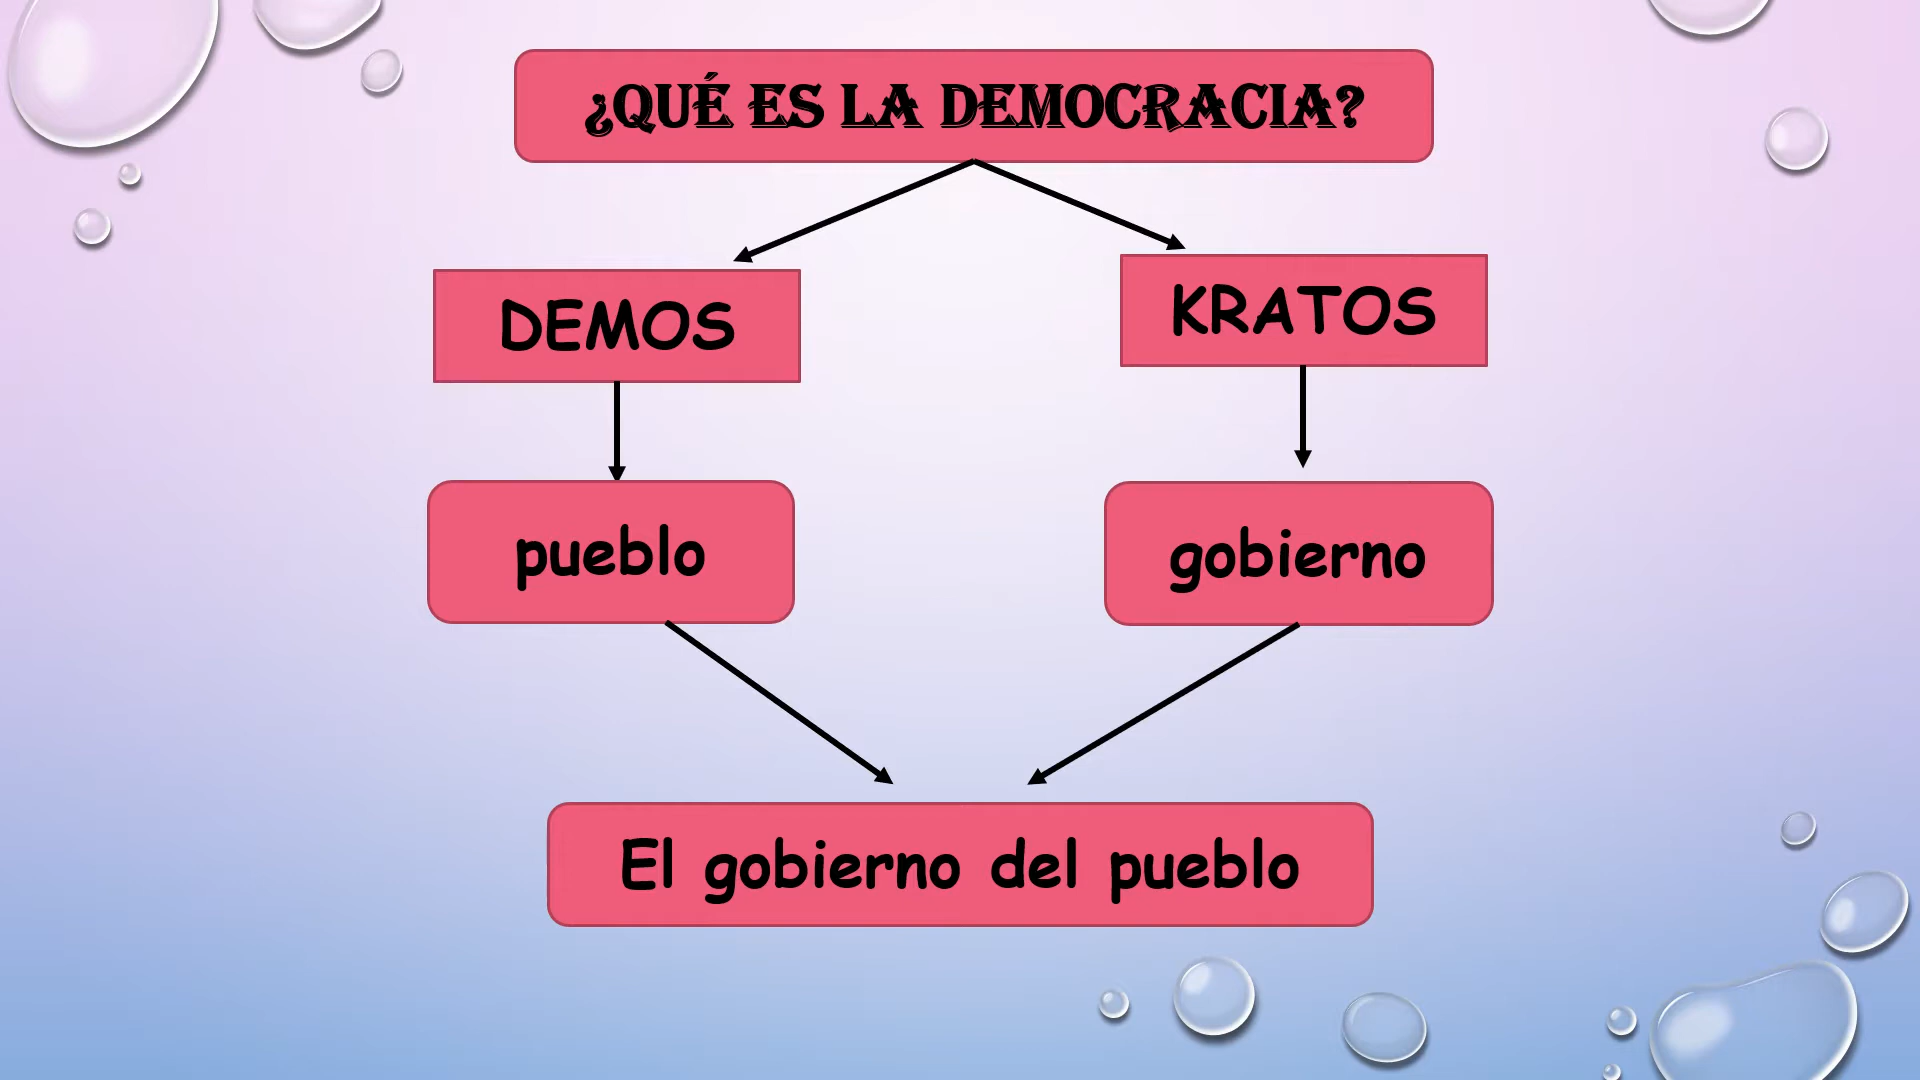 ¿QUÉ ES LA DEMOCRACIA?
DEMOS
KRATOS
pueblo
gobierno
El gobierno del pueblo